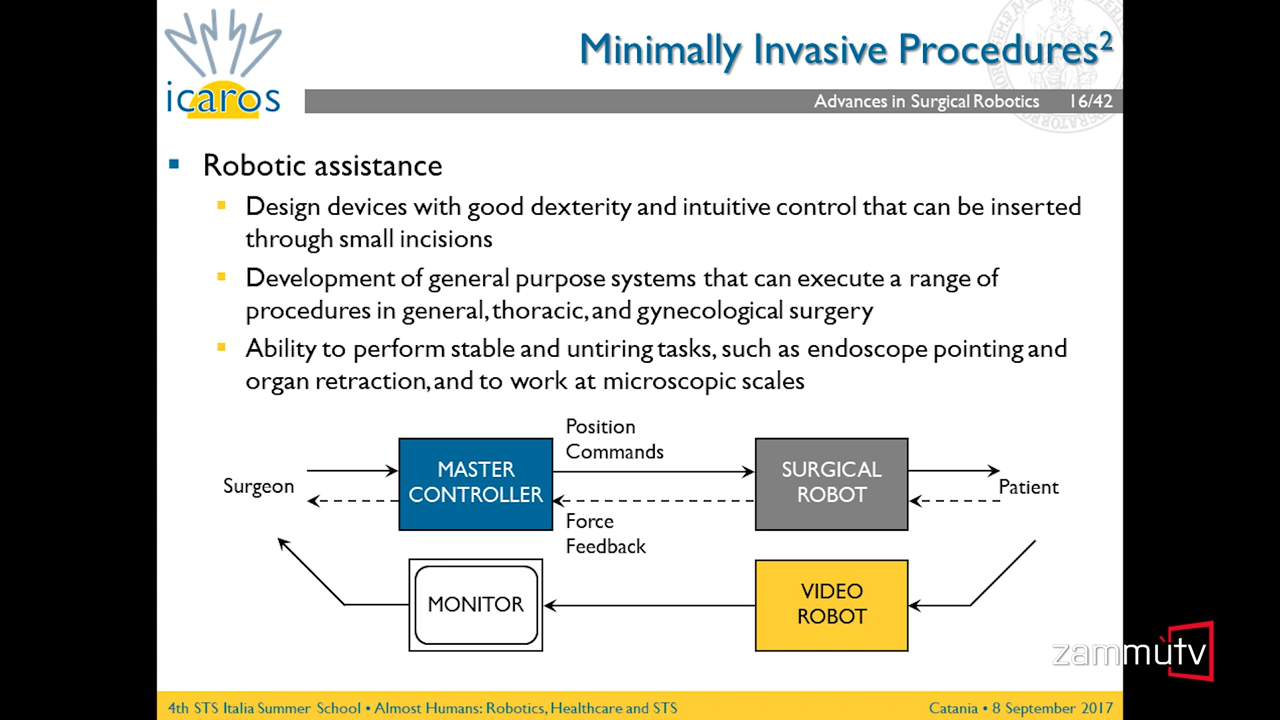 icaros
Minimally Invasive Procedures²
Advances in Surgical Robotics 16/42
Robotic assistance
Design devices with good dexterity and intuitive control that can be inserted
through small incisions
Development of general purpose systems that can execute a range of
procedures in general, thoracic, and gynecological surgery
Ability to perform stable and untiring tasks, such as endoscope pointing and
organ retraction, and to work at microscopic scales
Surgeon
MASTER
CONTROLLER
Position
Commands
Force
Feedback
SURGICAL
ROBOT
Patient
MONITOR
VIDEO
ROBOT
zammùtv
4th STS Italia Summer School • Almost Humans: Robotics, Healthcare and STS
Catania • 8 September 2017